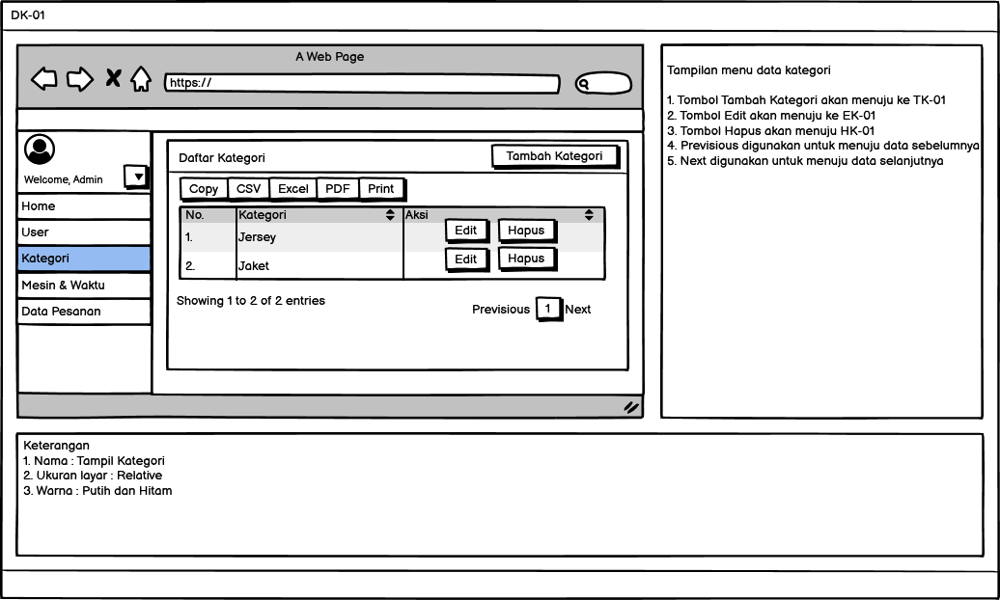 DK-01
A Web Page
https://
Welcome, Admin
Home
User
Kategori
Mesin & Waktu
Data Pesanan
Daftar Kategori
Tambah Kategori
Copy CSV Excel PDF Print
No. Kategori Aksi
1. Jersey Edit Hapus
2. Jaket Edit Hapus
Showing 1 to 2 of 2 entries
Previsious 1 Next
Tampilan menu data kategori
1. Tombol Tambah Kategori akan menuju ke TK-01
2. Tombol Edit akan menuju ke EK-01
3. Tombol Hapus akan menuju HK-01
4. Previsious digunakan untuk menuju data sebelumnya
5. Next digunakan untuk menuju data selanjutnya
Keterangan
1. Nama : Tampil Kategori
2. Ukuran layar : Relative
3. Warna : Putih dan Hitam